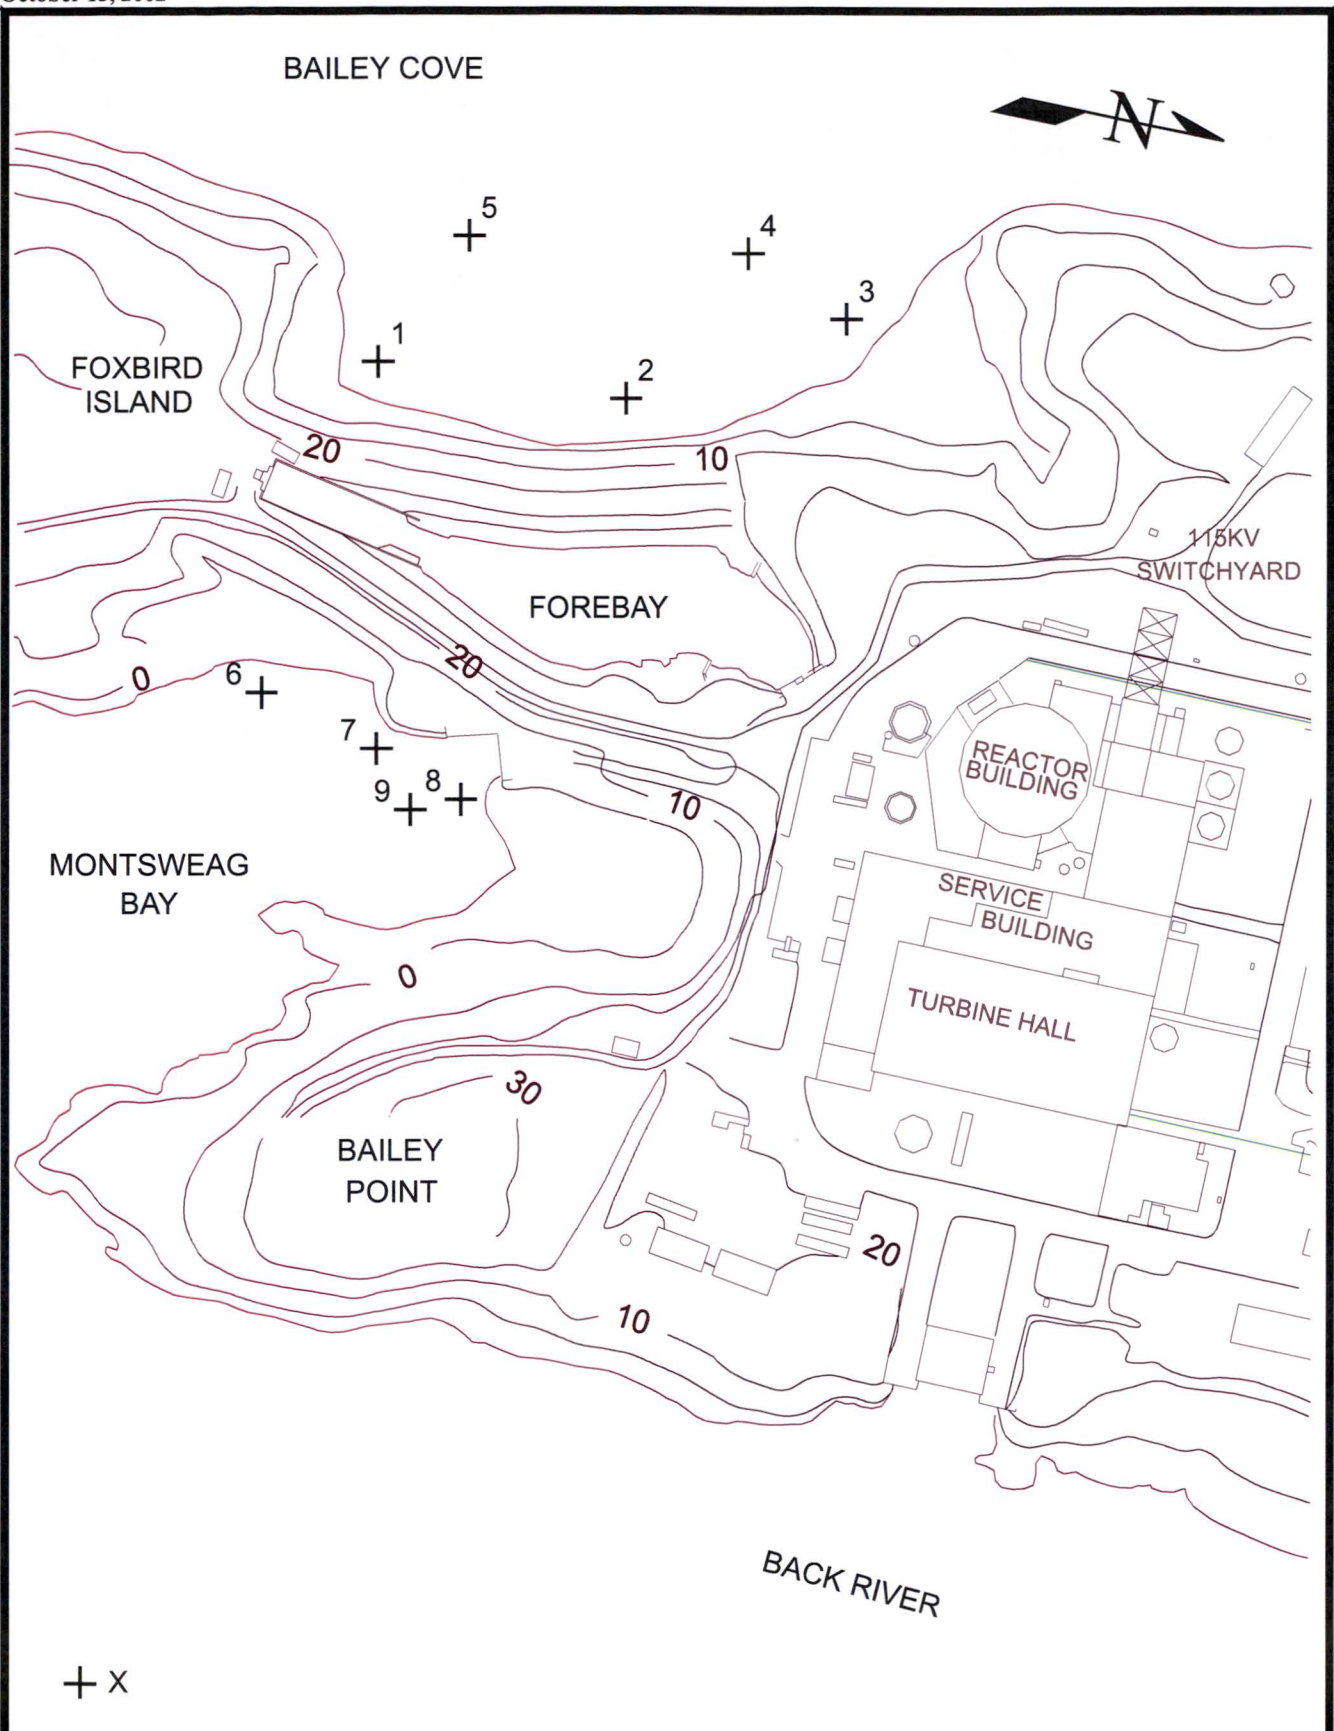 BAILEY COVE
N
5
4
3
1
2
FOXBIRD
ISLAND
20
10
115KV
SWITCHYARD
FOREBAY
20
0
6
7
9
8
10
REACTOR
BUILDING
MONTSWEAG
BAY
SERVICE
BUILDING
0
TURBINE HALL
30
BAILEY
POINT
20
10
BACK RIVER
X